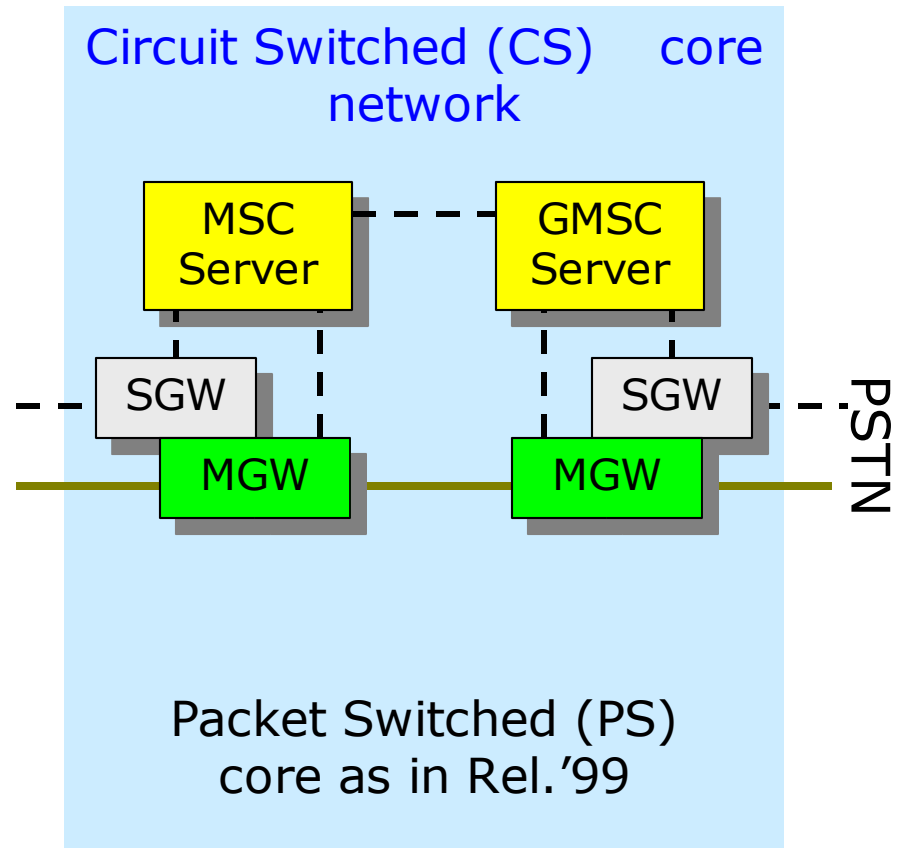 Circuit Switched (CS) core
network
MSC
Server
GMSC
Server
SGW
SGW
PSTN
MGW
MGW
Packet Switched (PS)
core as in Rel.’99